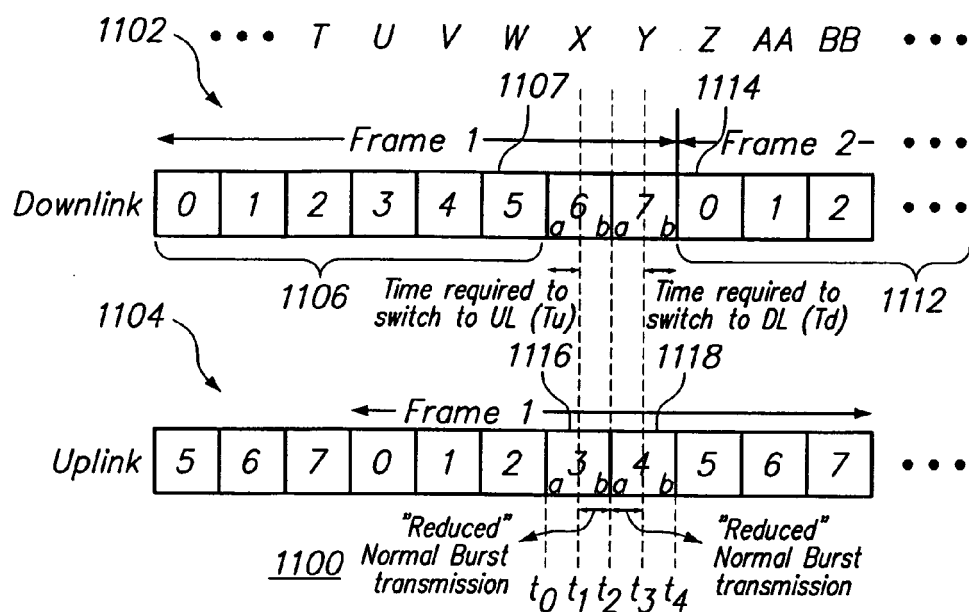 1102
• • • T U V W X Y Z AA BB • • •
1107
1114
Frame 1
Frame 2 • • •
Downlink 0 1 2 3 4 5 6 7 0 1 2 • • •
a b a b
1106
Time required to
switch to UL (Tu)
Time required to
switch to DL (Td)
1112
1104
1116
1118
Frame 1
Uplink 5 6 7 0 1 2 3 4 5 6 7 • • •
a b a b
"Reduced"
Normal Burst
transmission
"Reduced"
Normal Burst
transmission
1100
t0 t1 t2 t3 t4